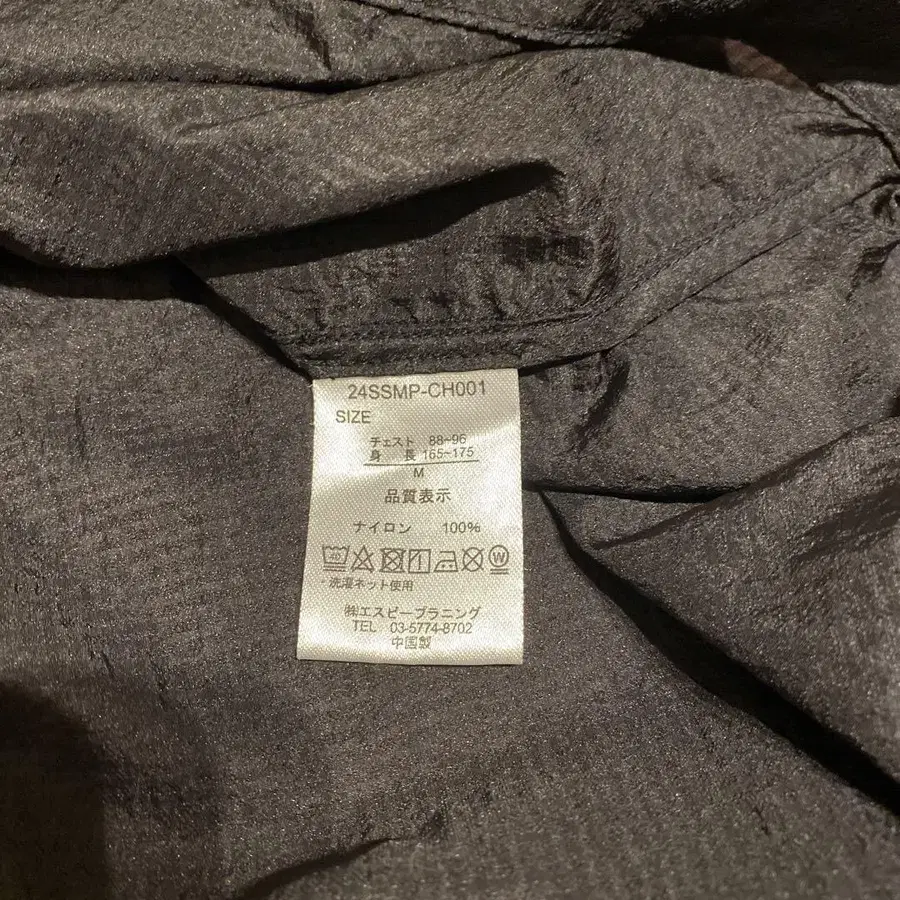 24SSMP-CH001
SIZE
チェスト 88~96
身 長 165~175
M
品質表示
ナイロン 100%
W
・洗濯ネット使用
㈱エスピープラニング
TEL 03-5774-8702
中国製